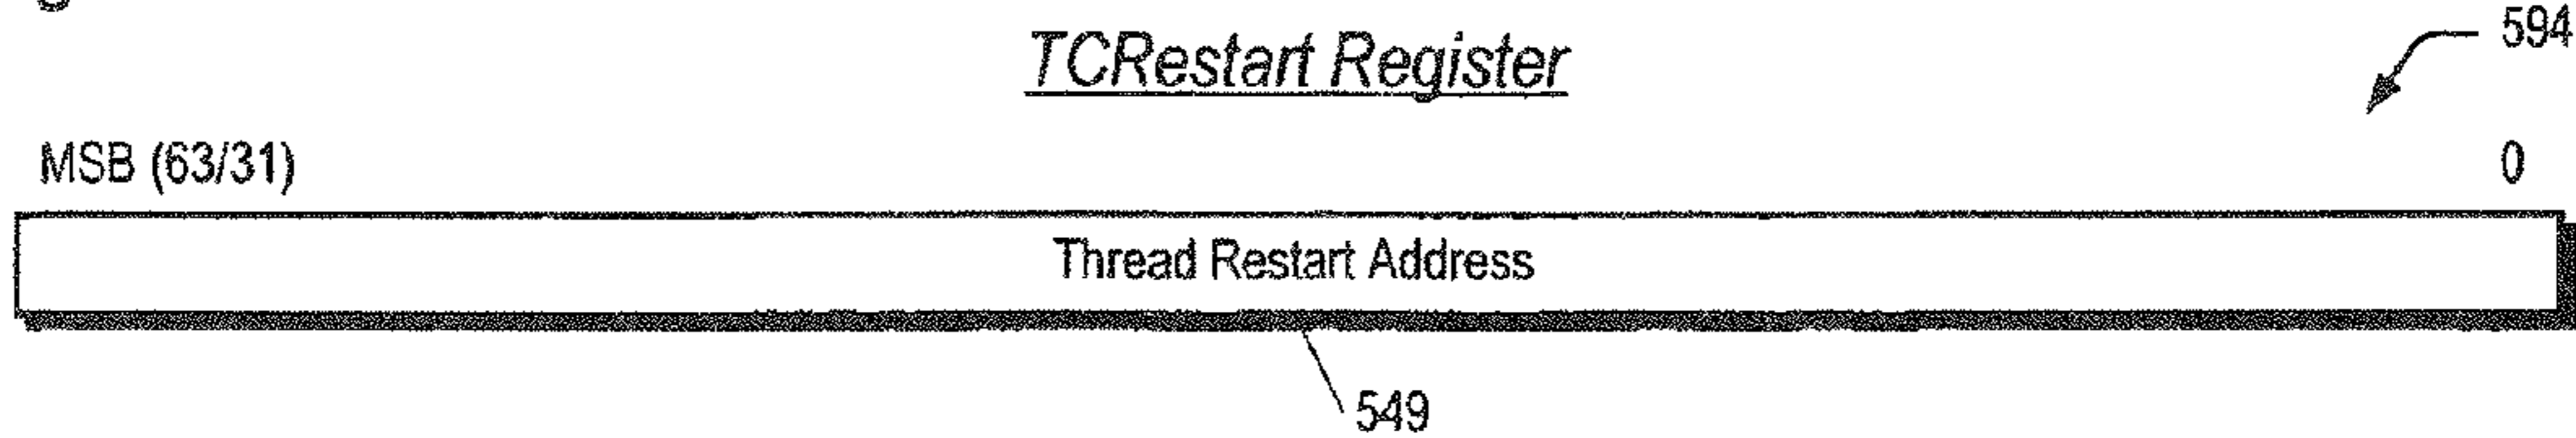 TCRestart Register
594
MSB (63/31) 0
Thread Restart Address
549